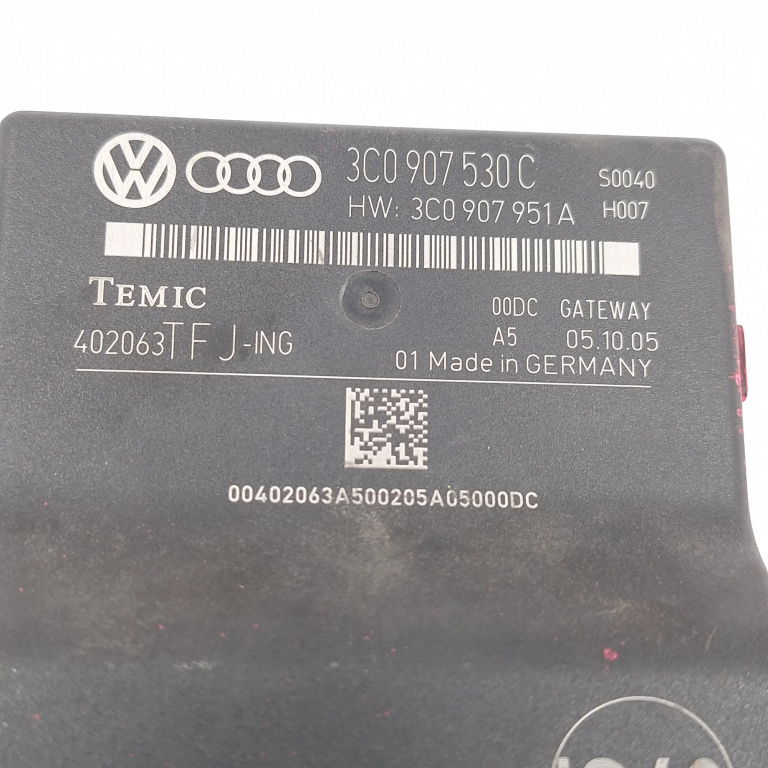 3C0 907 530 C S0040
HW: 3C0 907 951 A H007
TEMIC
00DC GATEWAY
402063TFJ-ING A5 05.10.05
01 Made in GERMANY
00402063A500205A05000DC